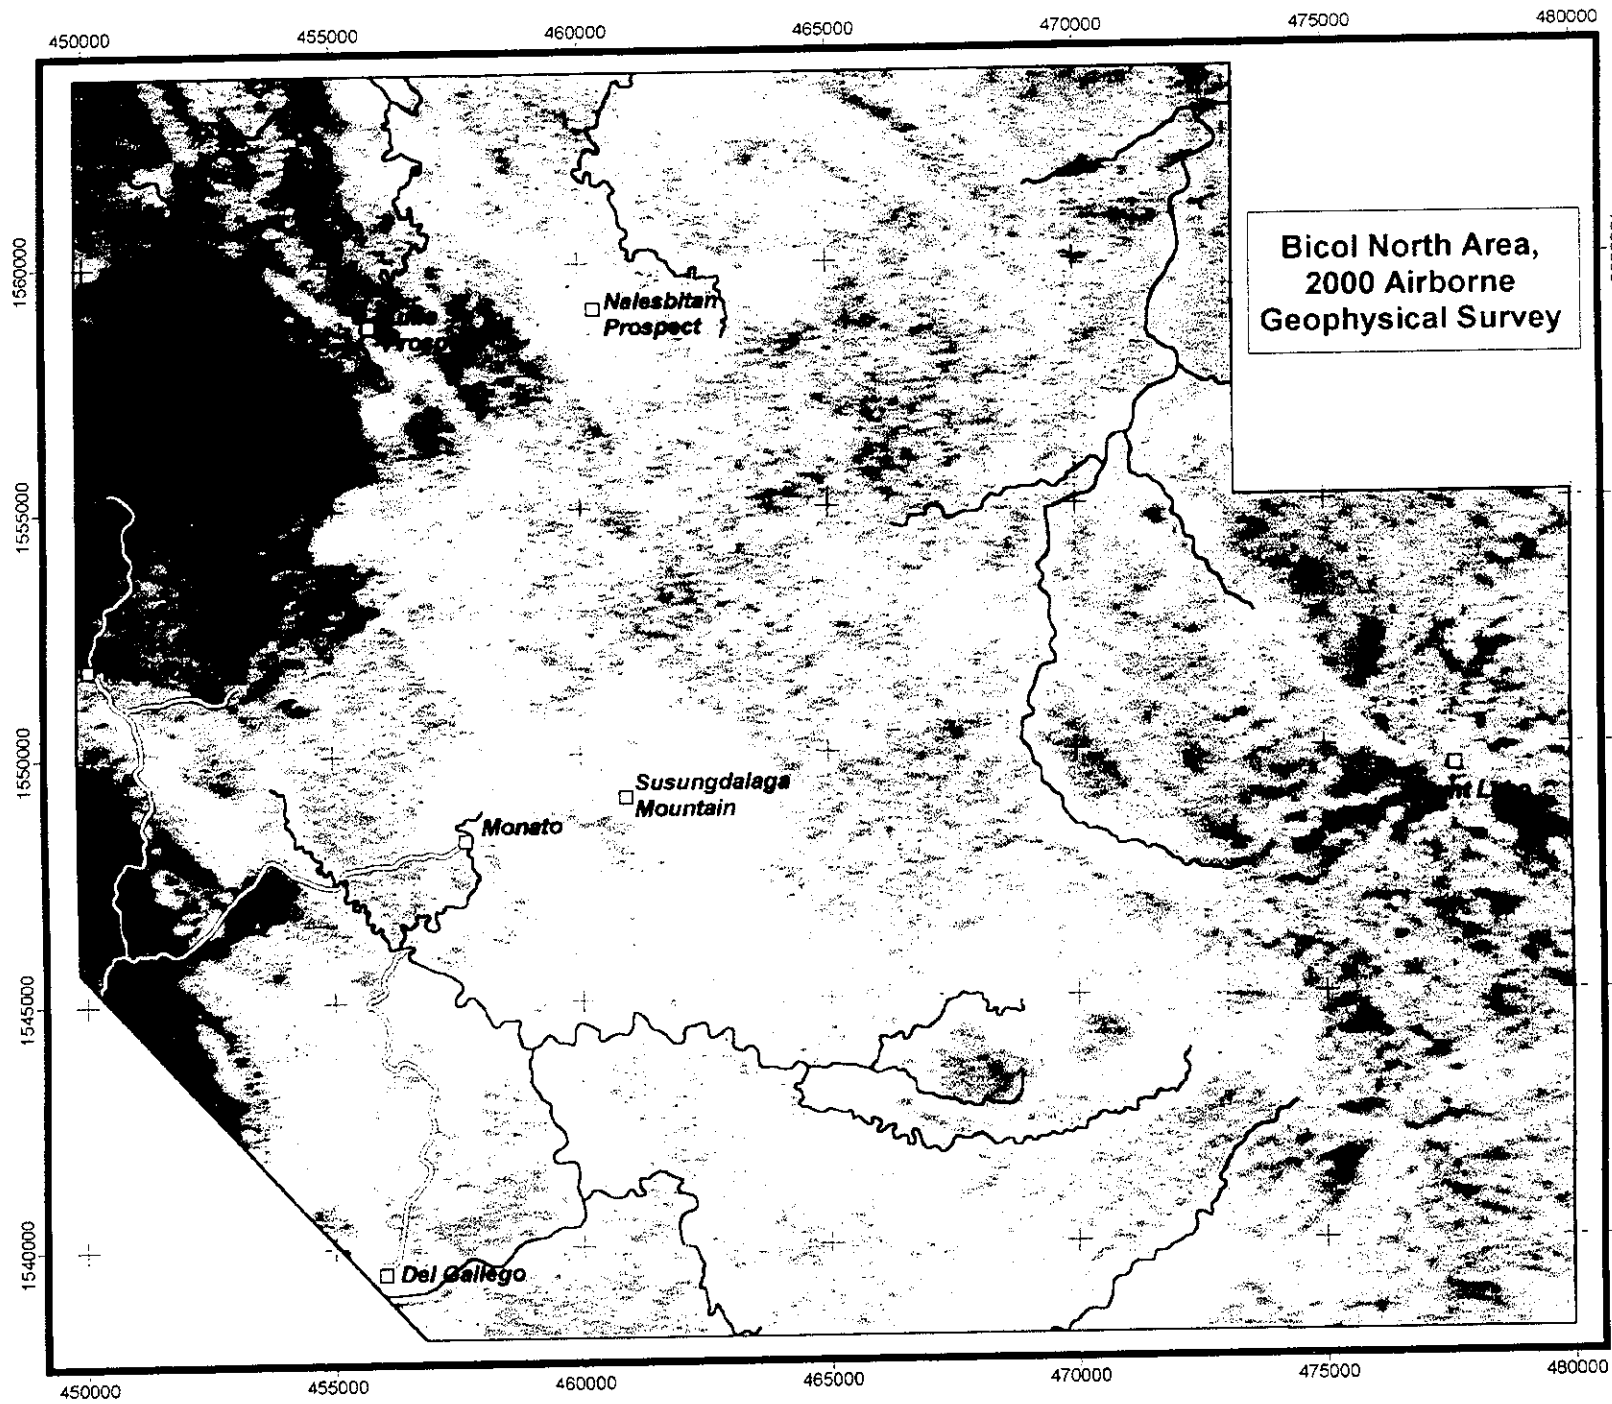 450000 455000 460000 465000 470000 475000 480000
Bicol North Area,
2000 Airborne
Geophysical Survey
1560000
Nalesbitan
Prospect
1555000
1550000
Susungdalaga
Mountain
Monato
1545000
1540000
Del Gallego
450000 455000 460000 465000 470000 475000 480000